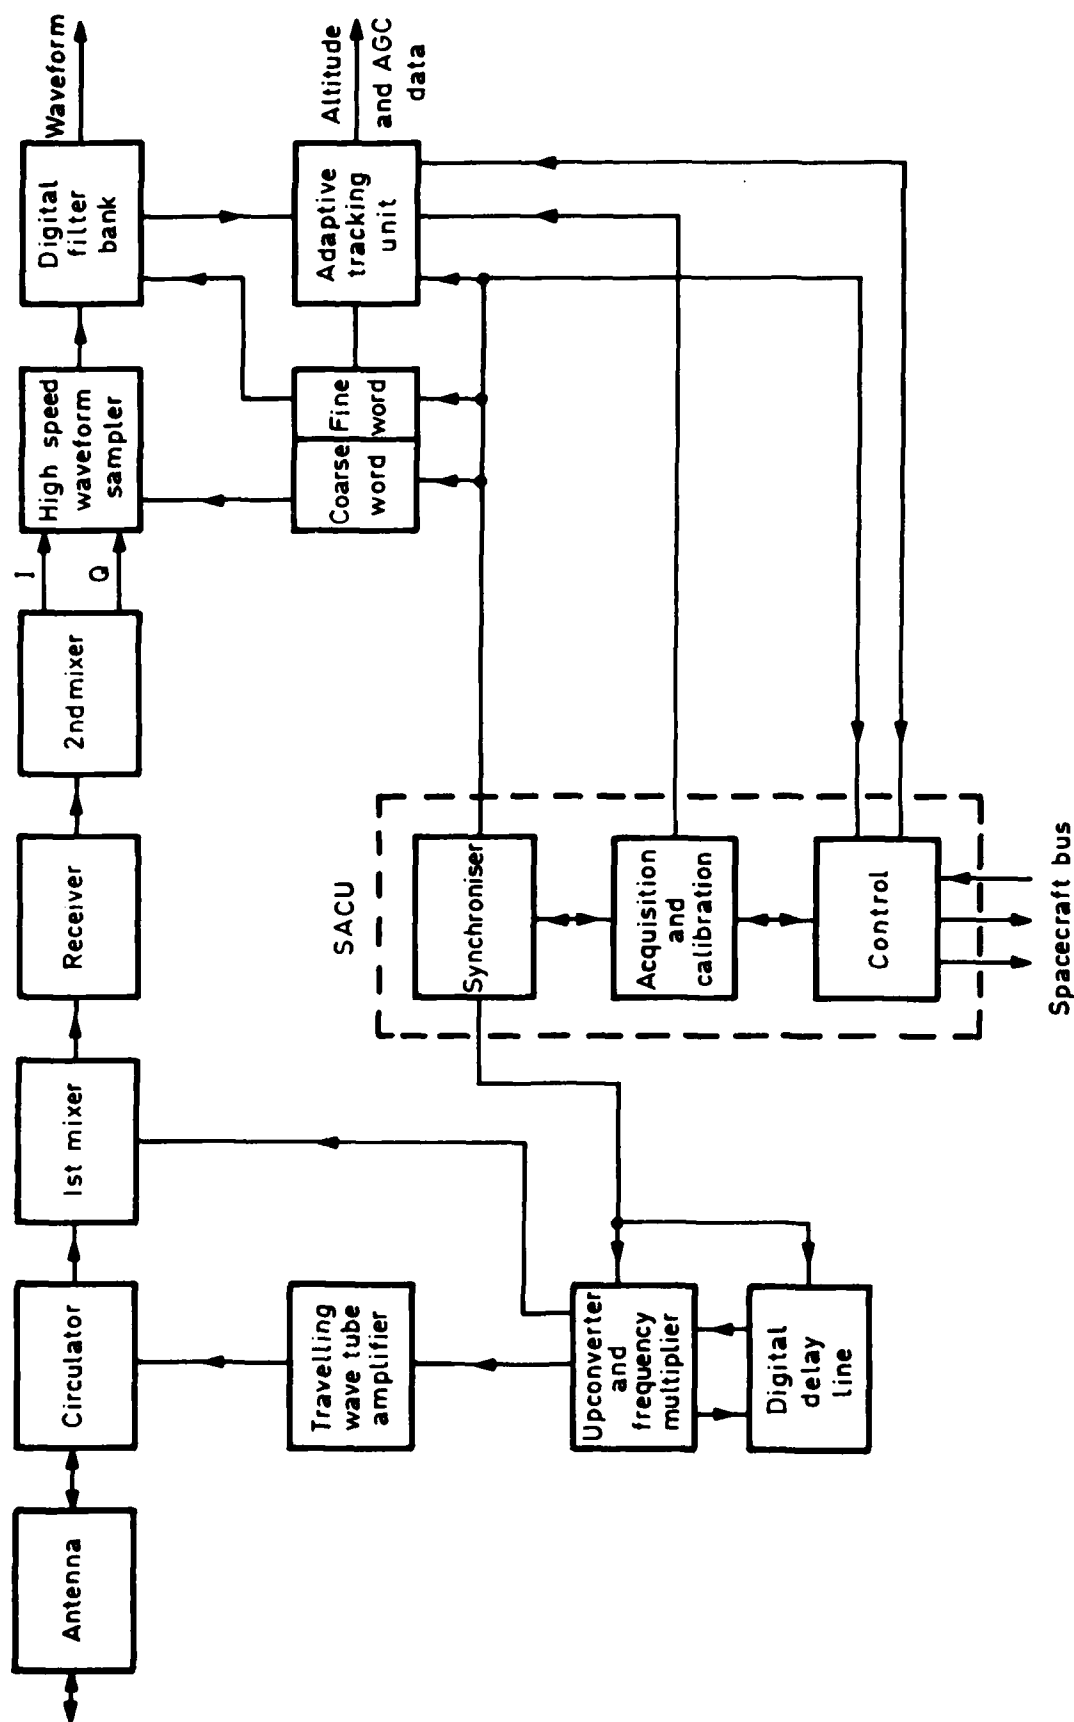 Antenna
Circulator
1st mixer
Receiver
2nd mixer
I
Q
High speed
waveform
sampler
Digital
filter
bank
Waveform
Travelling
wave tube
amplifier
Coarse
word
Fine
word
Adaptive
tracking
unit
Altitude
and AGC
data
Upconverter
and
frequency
multiplier
Digital
delay
line
SACU
Synchroniser
Acquisition
and
calibration
Control
Spacecraft bus